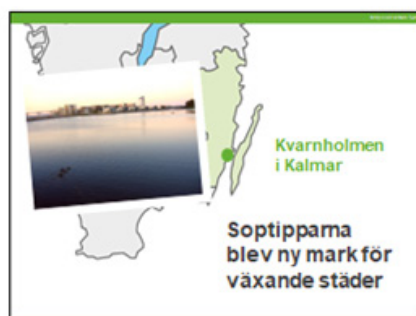 Kvarnholmen
i Kalmar
Soptipparna
blev ny mark för
växande städer